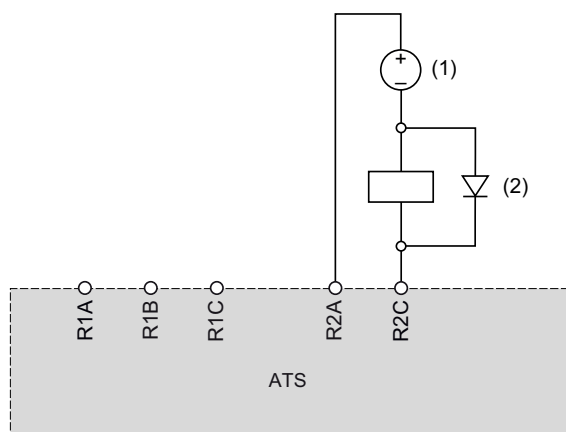 +
(1)
−
(2)
R1A
R1B
R1C
R2A
R2C
ATS